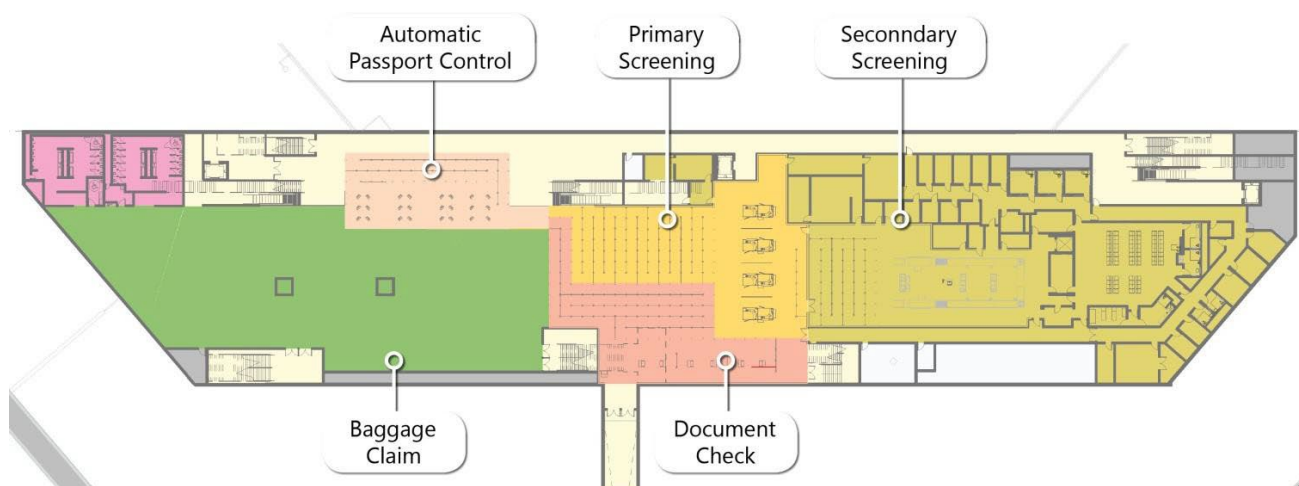 Automatic
Passport Control
Primary
Screening
Seconndary
Screening
Baggage
Claim
Document
Check